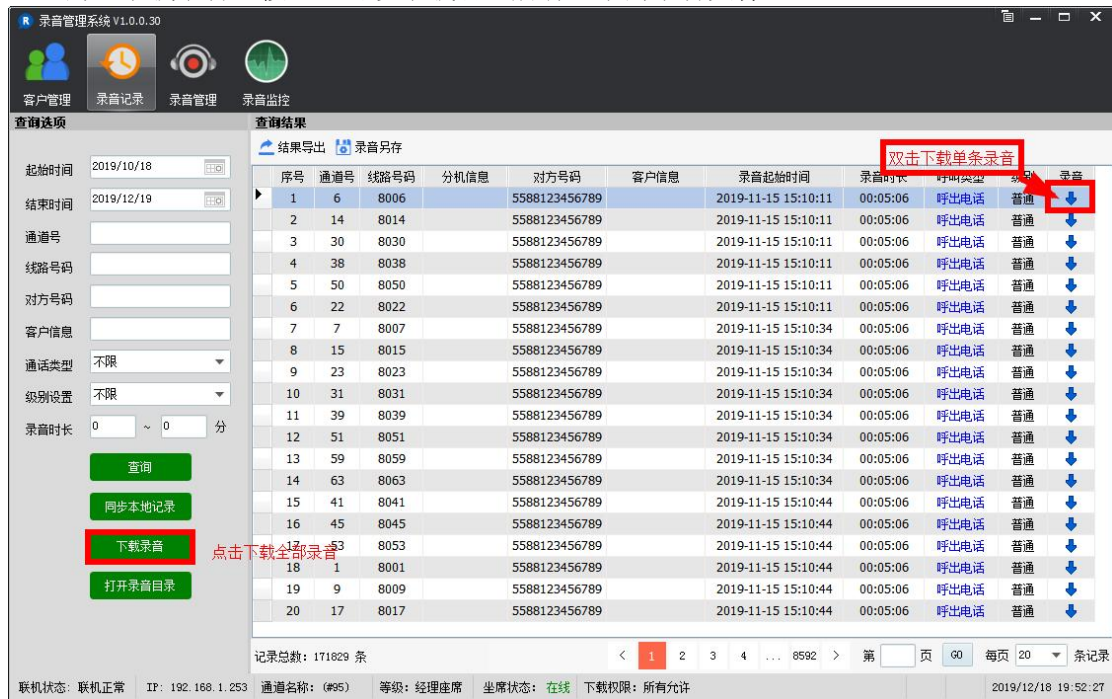 录音管理系统 V1.0.0.30
客户管理 录音记录 录音管理 录音监控
查询选项
查询结果
结果导出 录音另存
双击下载单条录音
起始时间 2019/10/18
结束时间 2019/12/19
通道号
线路号码
对方号码
客户信息
通话类型 不限
级别设置 不限
录音时长 0 ~ 0 分
查询
同步本地记录
下载录音
点击下载全部录音
打开录音目录
序号 通道号 线路号码 分机信息 对方号码 客户信息 录音起始时间 录音时长 呼叫类型 级别 录音
1 6 8006 5588123456789 2019-11-15 15:10:11 00:05:06 呼出电话 普通
2 14 8014 5588123456789 2019-11-15 15:10:11 00:05:06 呼出电话 普通
3 30 8030 5588123456789 2019-11-15 15:10:11 00:05:06 呼出电话 普通
4 38 8038 5588123456789 2019-11-15 15:10:11 00:05:06 呼出电话 普通
5 50 8050 5588123456789 2019-11-15 15:10:11 00:05:06 呼出电话 普通
6 22 8022 5588123456789 2019-11-15 15:10:11 00:05:06 呼出电话 普通
7 7 8007 5588123456789 2019-11-15 15:10:34 00:05:06 呼出电话 普通
8 15 8015 5588123456789 2019-11-15 15:10:34 00:05:06 呼出电话 普通
9 23 8023 5588123456789 2019-11-15 15:10:34 00:05:06 呼出电话 普通
10 31 8031 5588123456789 2019-11-15 15:10:34 00:05:06 呼出电话 普通
11 39 8039 5588123456789 2019-11-15 15:10:34 00:05:06 呼出电话 普通
12 51 8051 5588123456789 2019-11-15 15:10:34 00:05:06 呼出电话 普通
13 59 8059 5588123456789 2019-11-15 15:10:34 00:05:06 呼出电话 普通
14 63 8063 5588123456789 2019-11-15 15:10:34 00:05:06 呼出电话 普通
15 41 8041 5588123456789 2019-11-15 15:10:44 00:05:06 呼出电话 普通
16 45 8045 5588123456789 2019-11-15 15:10:44 00:05:06 呼出电话 普通
17 53 8053 5588123456789 2019-11-15 15:10:44 00:05:06 呼出电话 普通
18 1 8001 5588123456789 2019-11-15 15:10:44 00:05:06 呼出电话 普通
19 9 8009 5588123456789 2019-11-15 15:10:44 00:05:06 呼出电话 普通
20 17 8017 5588123456789 2019-11-15 15:10:44 00:05:06 呼出电话 普通
记录总数: 171829 条 < 1 2 3 4 ... 8592 > 第 页 GO 每页 20 条记录
联机状态: 联机正常 IP: 192.168.1.253 通道名称: (#95) 等级: 经理座席 坐席状态: 在线 下载权限: 所有允许 2019/12/18 19:52:27